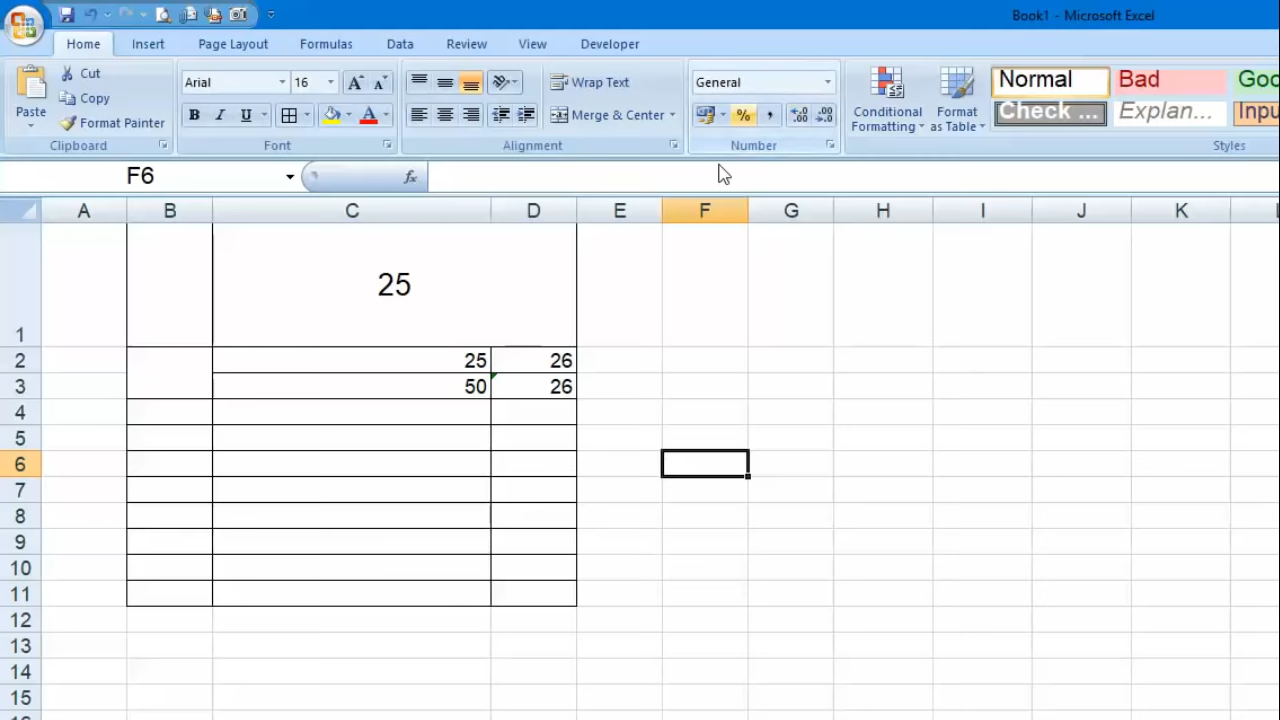 Book1 - Microsoft Excel
Home Insert Page Layout Formulas Data Review View Developer
Paste
Cut
Copy
Format Painter
Clipboard
Arial 16
B I U
Font
Wrap Text
Merge & Center
Alignment
General
%
Number
Conditional
Formatting
Format
as Table
Normal Bad Goo
Check ... Explan... Inpu
Styles
F6 fx
A B C D E F G H I J K L
1 25
2 25 26
3 50 26
4
5
6
7
8
9
10
11
12
13
14
15